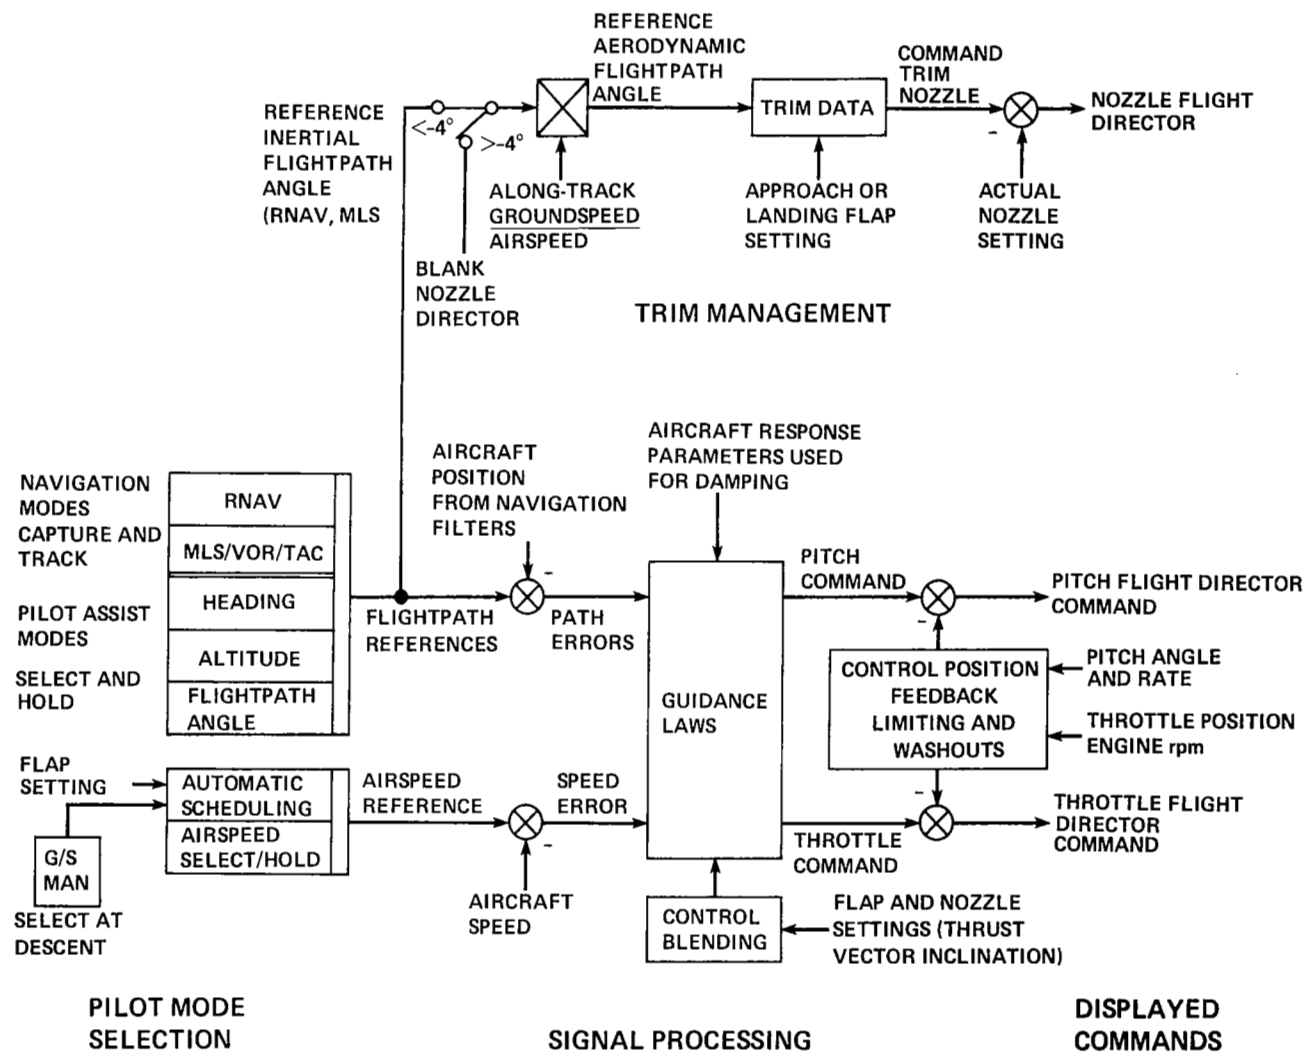 REFERENCE
AERODYNAMIC
FLIGHTPATH
ANGLE
COMMAND
TRIM
NOZZLE
REFERENCE
INERTIAL
FLIGHTPATH
ANGLE
(RNAV, MLS
<-4°
>-4°
TRIM DATA
-
NOZZLE FLIGHT
DIRECTOR
ALONG-TRACK
GROUNDSPEED
AIRSPEED
APPROACH OR
LANDING FLAP
SETTING
ACTUAL
NOZZLE
SETTING
BLANK
NOZZLE
DIRECTOR
TRIM MANAGEMENT
NAVIGATION
MODES
CAPTURE AND
TRACK
PILOT ASSIST
MODES
SELECT AND
HOLD
RNAV
MLS/VOR/TAC
HEADING
ALTITUDE
FLIGHTPATH
ANGLE
FLIGHTPATH
REFERENCES
AIRCRAFT
POSITION
FROM NAVIGATION
FILTERS
-
PATH
ERRORS
AIRCRAFT RESPONSE
PARAMETERS USED
FOR DAMPING
GUIDANCE
LAWS
PITCH
COMMAND
-
PITCH FLIGHT DIRECTOR
COMMAND
CONTROL POSITION
FEEDBACK
LIMITING AND
WASHOUTS
PITCH ANGLE
AND RATE
THROTTLE POSITION
ENGINE rpm
FLAP
SETTING
AUTOMATIC
SCHEDULING
AIRSPEED
SELECT/HOLD
G/S
MAN
SELECT AT
DESCENT
AIRSPEED
REFERENCE
-
AIRCRAFT
SPEED
SPEED
ERROR
THROTTLE
COMMAND
-
THROTTLE FLIGHT
DIRECTOR
COMMAND
CONTROL
BLENDING
FLAP AND NOZZLE
SETTINGS (THRUST
VECTOR INCLINATION)
PILOT MODE
SELECTION
SIGNAL PROCESSING
DISPLAYED
COMMANDS